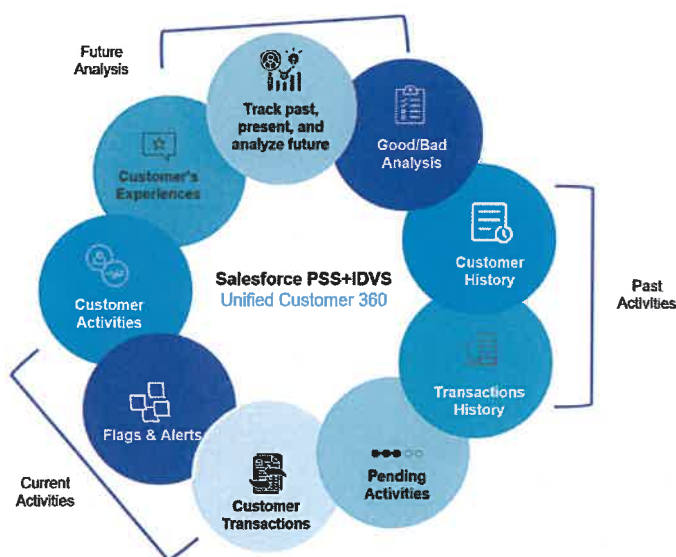 Future
Analysis
Track past,
present, and
analyze future
Good/Bad
Analysis
Customer's
Experiences
Customer
History
Customer
Activities
Salesforce PSS+IDVS
Unified Customer 360
Past
Activities
Transactions
History
Flags & Alerts
Pending
Activities
Customer
Transactions
Current
Activities